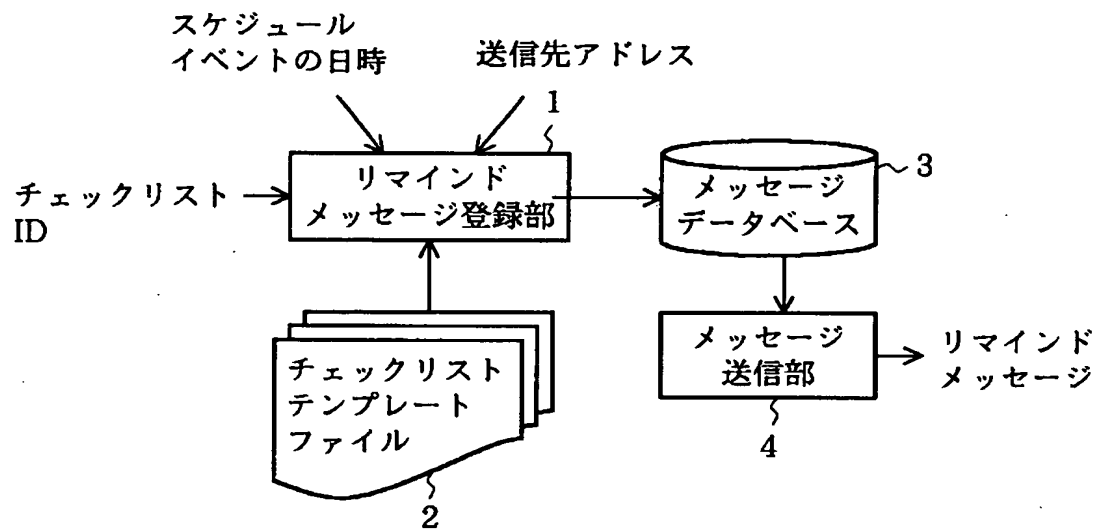 スケジュール
イベントの日時
送信先アドレス
1
チェックリスト
ID
リマインド
メッセージ登録部
メッセージ
データベース
3
チェックリスト
テンプレート
ファイル
2
メッセージ
送信部
4
リマインド
メッセージ